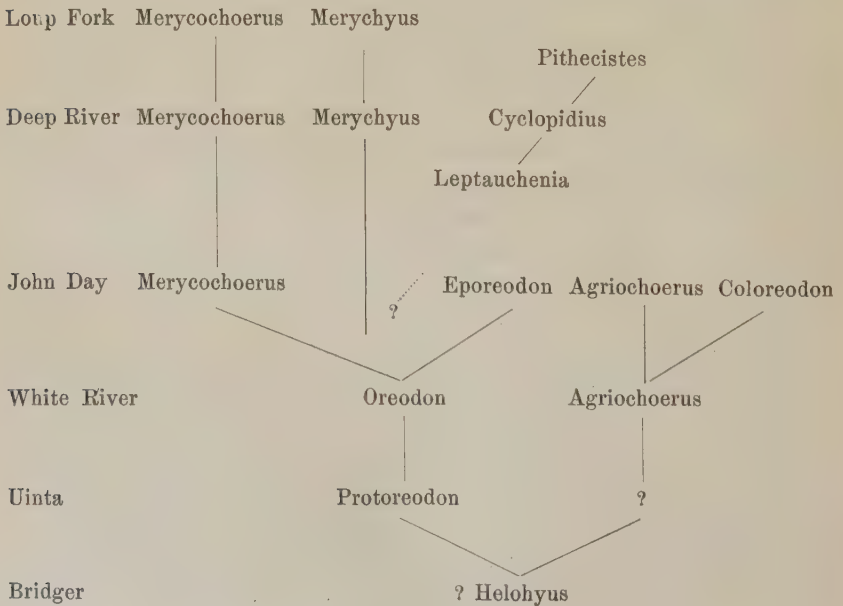 Loup Fork Merycochoerus Merychyus
Pithecistes
Deep River Merycochoerus Merychyus Cyclopidius
Leptauchenia
John Day Merycochoerus Eporeodon Agriochoerus Coloreodon
?
White River Oreodon Agriochoerus
Uinta Protoreodon ?
Bridger ? Helohyus